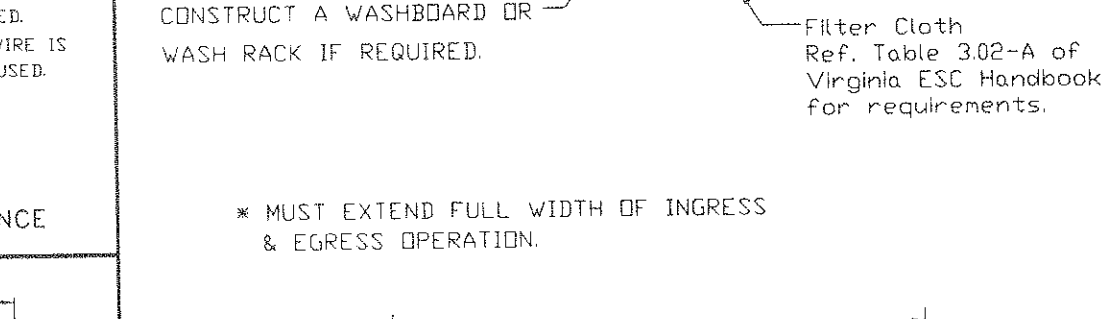 ED.
WIRE IS
USED.
NCE
CONSTRUCT A WASHBOARD OR
WASH RACK IF REQUIRED.
Filter Cloth
Ref. Table 3.02-A of
Virginia ESC Handbook
for requirements.
* MUST EXTEND FULL WIDTH OF INGRESS
& EGRESS OPERATION.